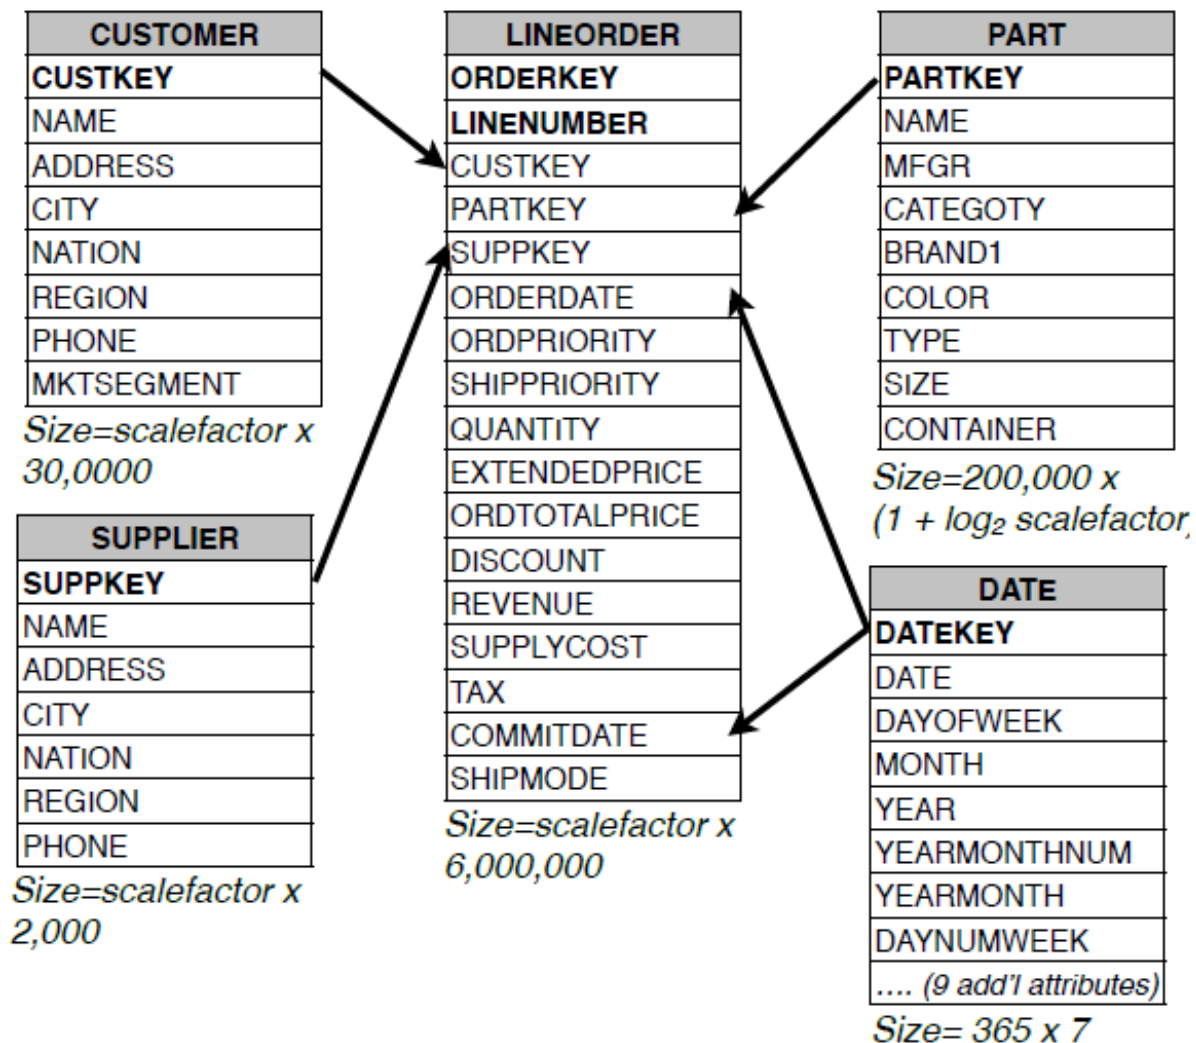 CUSTOMER
CUSTKEY
NAME
ADDRESS
CITY
NATION
REGION
PHONE
MKTSEGMENT
Size=scalefactor x
30,0000
SUPPLIER
SUPPKEY
NAME
ADDRESS
CITY
NATION
REGION
PHONE
Size=scalefactor x
2,000
LINEORDER
ORDERKEY
LINENUMBER
CUSTKEY
PARTKEY
SUPPKEY
ORDERDATE
ORDPRIORITY
SHIPPRIORITY
QUANTITY
EXTENDEDPRICE
ORDTOTALPRICE
DISCOUNT
REVENUE
SUPPLYCOST
TAX
COMMITDATE
SHIPMODE
Size=scalefactor x
6,000,000
PART
PARTKEY
NAME
MFGR
CATEGOTY
BRAND1
COLOR
TYPE
SIZE
CONTAINER
Size=200,000 x
(1 + log₂ scalefactor)
DATE
DATEKEY
DATE
DAYOFWEEK
MONTH
YEAR
YEARMONTHNUM
YEARMONTH
DAYNUMWEEK
.... (9 add'l attributes)
Size= 365 x 7